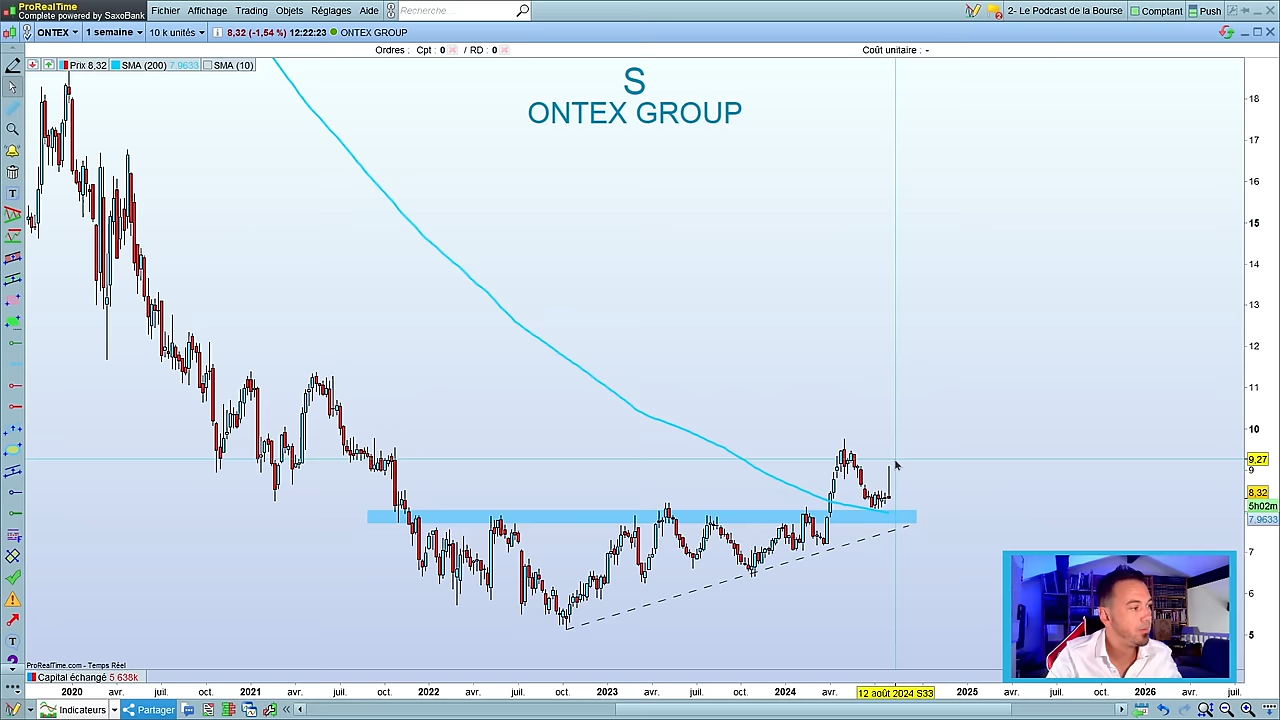 ProRealTime
Complete powered by SaxoBank
Fichier Affichage Trading Objets Réglages Aide Recherche 2- Le Podcast de la Bourse Comptant Push
ONTEX 1 semaine 10 k unités 8,32 (-1,54 %) 12:22:23 ONTEX GROUP
Ordres : Cpt : 0 / RD : 0 Coût unitaire : -
Prix 8,32 SMA (200) 7.9633 SMA (10)
S
ONTEX GROUP
18
17
16
15
14
13
12
11
10
9,27
9
8,32
5h02m
7.9633
7
6
5
ProRealTime.com - Temps Réel
Capital échangé 5 638k
2020 avr. juil. oct. 2021 avr. juil. oct. 2022 avr. juil. oct. 2023 avr. juil. oct. 2024 avr. 12 août 2024 S33 2025 avr. juil. oct. 2026 avr. juil.
Indicateurs Partager